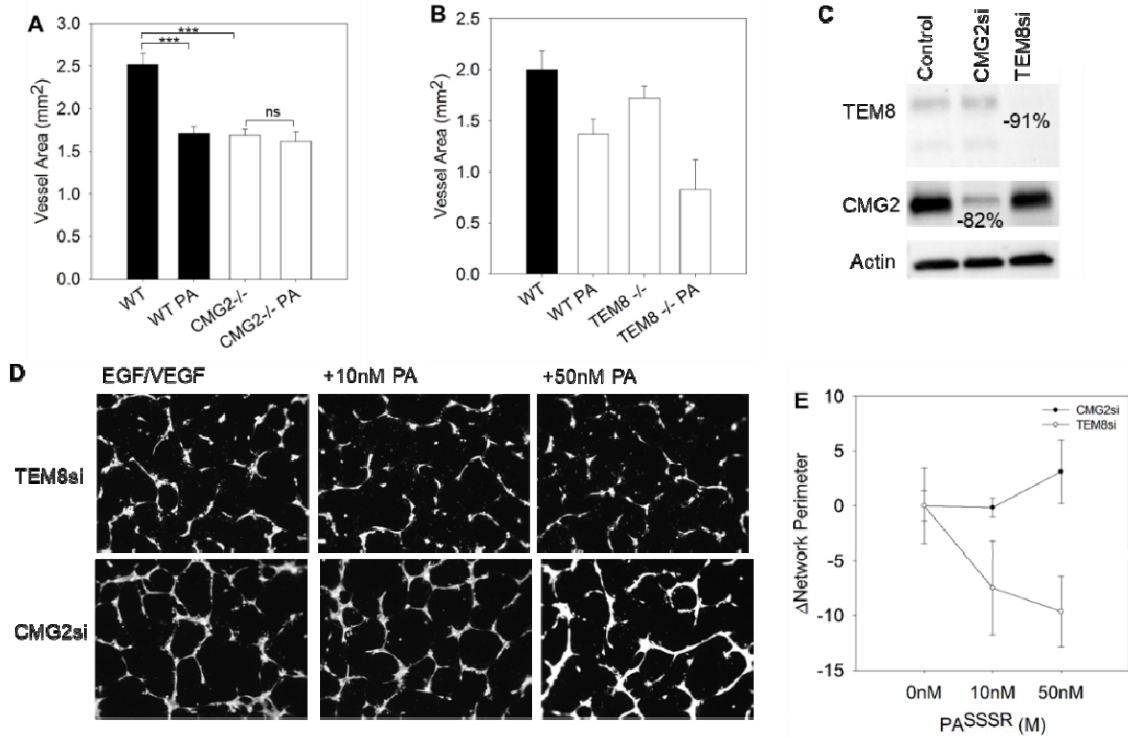 A
Vessel Area (mm²)
3.0
2.5
2.0
1.5
1.0
0.5
0.0
***
***
ns
WT
WT PA
CMG2-/-
CMG2-/- PA
B
Vessel Area (mm²)
2.5
2.0
1.5
1.0
0.5
0.0
WT
WT PA
TEM8 -/-
TEM8 -/- PA
C
Control
CMG2si
TEM8si
TEM8
-91%
CMG2
-82%
Actin
D
EGF/VEGF
+10nM PA
+50nM PA
TEM8si
CMG2si
E
ΔNetwork Perimeter
10
5
0
-5
-10
-15
CMG2si
TEM8si
0nM
10nM
50nM
PA^SSSR (M)